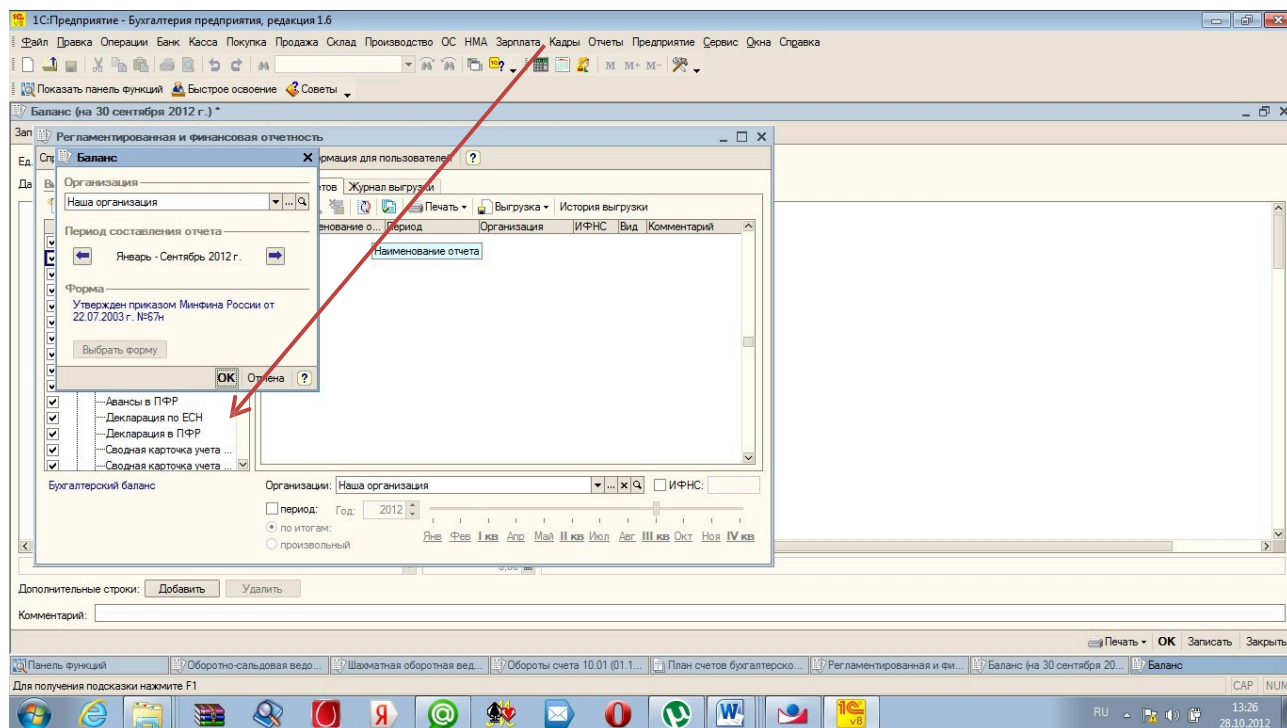 1С:Предприятие - Бухгалтерия предприятия, редакция 1.6
Файл Правка Операции Банк Касса Покупка Продажа Склад Производство ОС НМА Зарплата Кадры Отчеты Предприятие Сервис Окна Справка
M M+ M-
Показать панель функций Быстрое освоение Советы
Баланс (на 30 сентября 2012 г.) *
Зап
Регламентированная и финансовая отчетность
Ед.
Спр
Баланс
рмация для пользователей ?
Да
Организация
Наша организация
тов Журнал выгрузки
Печать Выгрузка История выгрузки
Период составления отчета
енование о... Период Организация ИФНС Вид Комментарий
Январь - Сентябрь 2012 г.
Наименование отчета
Форма
Утвержден приказом Минфина России от
22.07.2003 г. №67н
Выбрать форму
OK Отмена ?
Авансы в ПФР
Декларация по ЕСН
Декларация в ПФР
Сводная карточка учета ...
Сводная карточка учета ...
Бухгалтерский баланс
Организации: Наша организация ... ИФНС:
период: Год: 2012
по итогам:
произвольный
Янв Фев I кв Апр Май II кв Июл Авг III кв Окт Ноя IV кв
0,00
Дополнительные строки: Добавить Удалить
Комментарий:
Печать OK Записать Закрыть
Панель функций Оборотно-сальдовая ведо... Шахматная оборотная вед... Обороты счета 10.01 (01.1... План счетов бухгалтерско... Регламентированная и фи... Баланс (на 30 сентября 20... Баланс
Для получения подсказки нажмите F1
CAP NUM
RU
13:26
28.10.2012